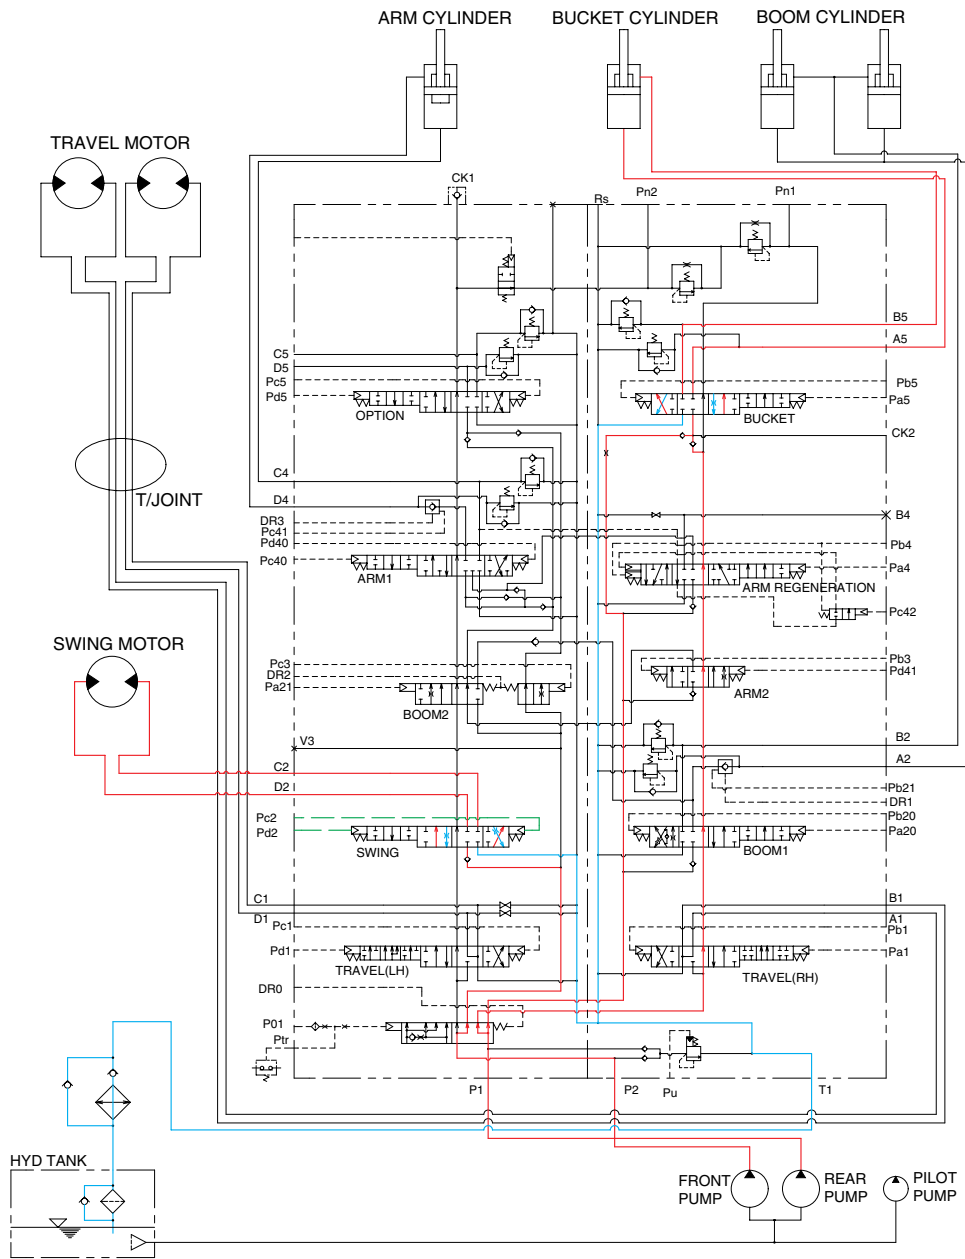 ARM CYLINDER
BUCKET CYLINDER
BOOM CYLINDER
TRAVEL MOTOR
CK1
Rs
Pn2
Pn1
C5
D5
Pc5
Pd5
OPTION
B5
A5
Pb5
Pa5
BUCKET
CK2
T/JOINT
C4
D4
DR3
Pc41
Pd40
Pc40
ARM1
B4
Pb4
Pa4
ARM REGENERATION
Pc42
SWING MOTOR
Pc3
DR2
Pa21
BOOM2
Pb3
Pd41
ARM2
V3
C2
D2
B2
A2
Pb21
DR1
Pb20
Pa20
BOOM1
Pc2
Pd2
SWING
C1
D1
Pc1
Pd1
TRAVEL(LH)
B1
A1
Pb1
Pa1
TRAVEL(RH)
DR0
P01
Ptr
P1
P2
Pu
T1
HYD TANK
FRONT
PUMP
REAR
PUMP
PILOT
PUMP